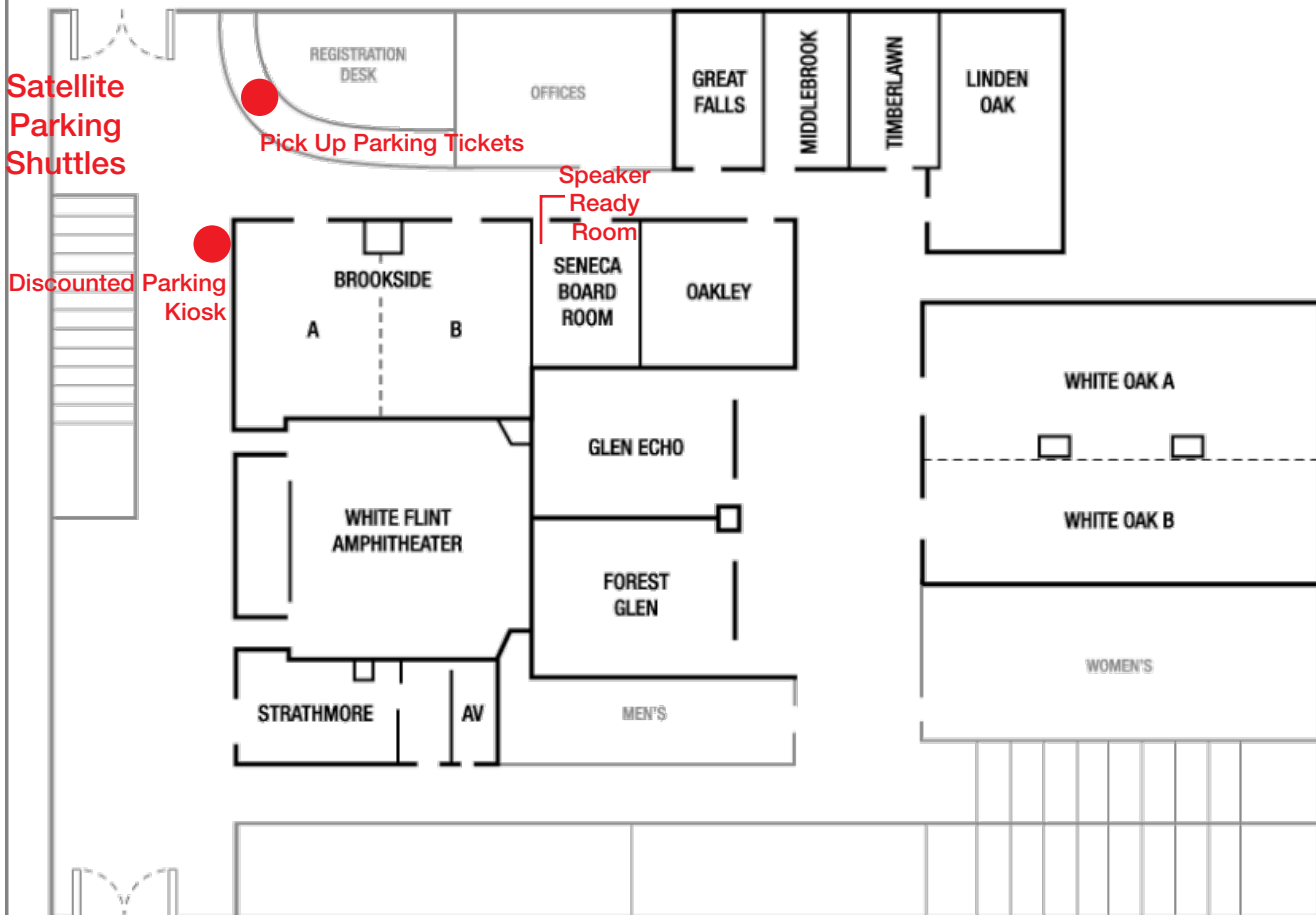 REGISTRATION
DESK
OFFICES
GREAT
FALLS
MIDDLEBROOK
TIMBERLAWN
LINDEN
OAK
Satellite
Parking
Shuttles
Pick Up Parking Tickets
Speaker
Ready
Room
Discounted Parking
Kiosk
BROOKSIDE
A
B
SENECA
BOARD
ROOM
OAKLEY
WHITE OAK A
GLEN ECHO
WHITE FLINT
AMPHITHEATER
WHITE OAK B
FOREST
GLEN
WOMEN'S
STRATHMORE
AV
MEN'S